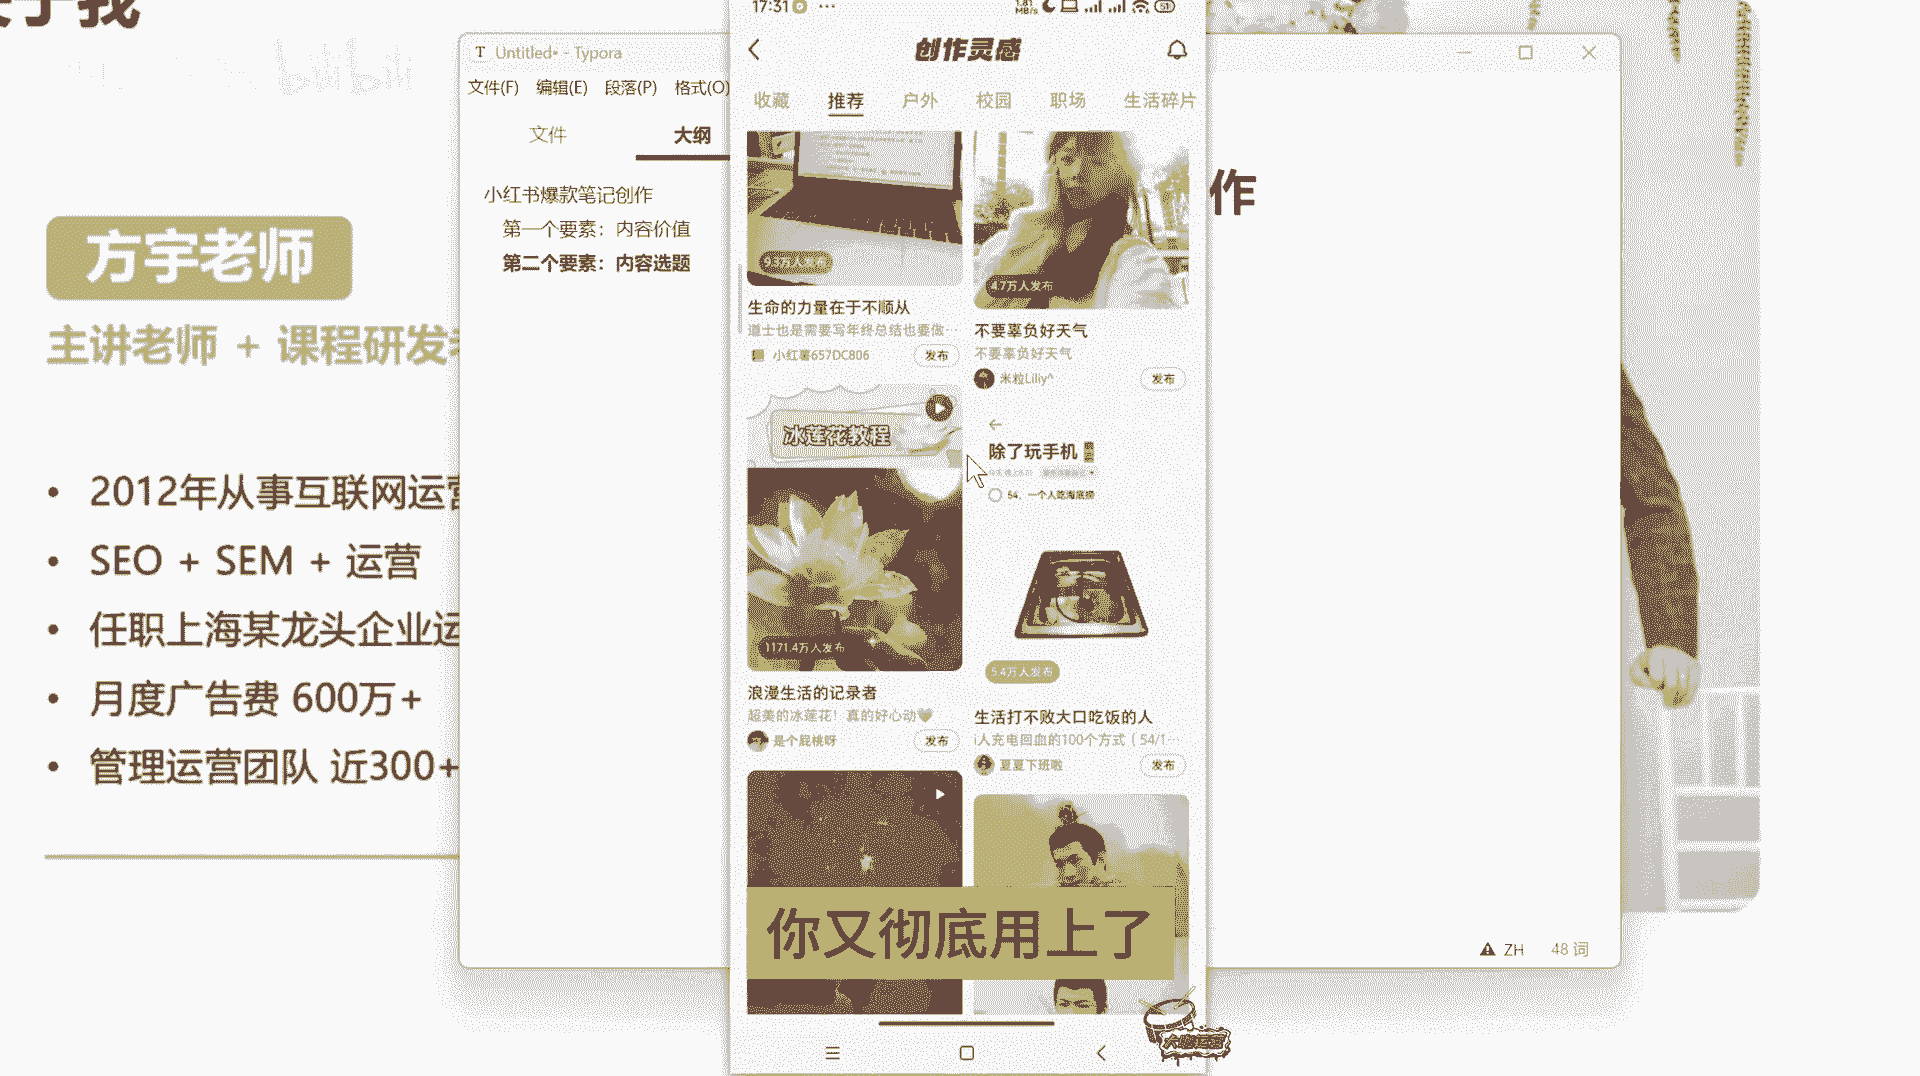 于我
bilibili
方宇老师
主讲老师 + 课程研发
• 2012年从事互联网运营
• SEO + SEM + 运营
• 任职上海某龙头企业运
• 月度广告费 600万+
• 管理运营团队 近300+
Untitled• - Typora
文件(F) 编辑(E) 段落(P) 格式(O)
文件 大纲
小红书爆款笔记创作
第一个要素：内容价值
第二个要素：内容选题
作
17:31 ···
1.81 MB/s 51
创作灵感
收藏 推荐 户外 校园 职场 生活碎片
9.3万人发布
生命的力量在于不顺从
道士也是需要写年终总结也要做···
小红薯657DC806 发布
4.7万人发布
不要辜负好天气
不要辜负好天气
米粒Liliy^ 发布
冰莲花教程
1171.4万人发布
浪漫生活的记录者
超美的冰莲花！真的好心动
是个屁桃呀 发布
除了玩手机
54. 一个人吃海底捞
5.4万人发布
生活打不败大口吃饭的人
i人充电回血的100个方式（54/1···
夏夏下班啦 发布
你又彻底用上了
ZH 48 词